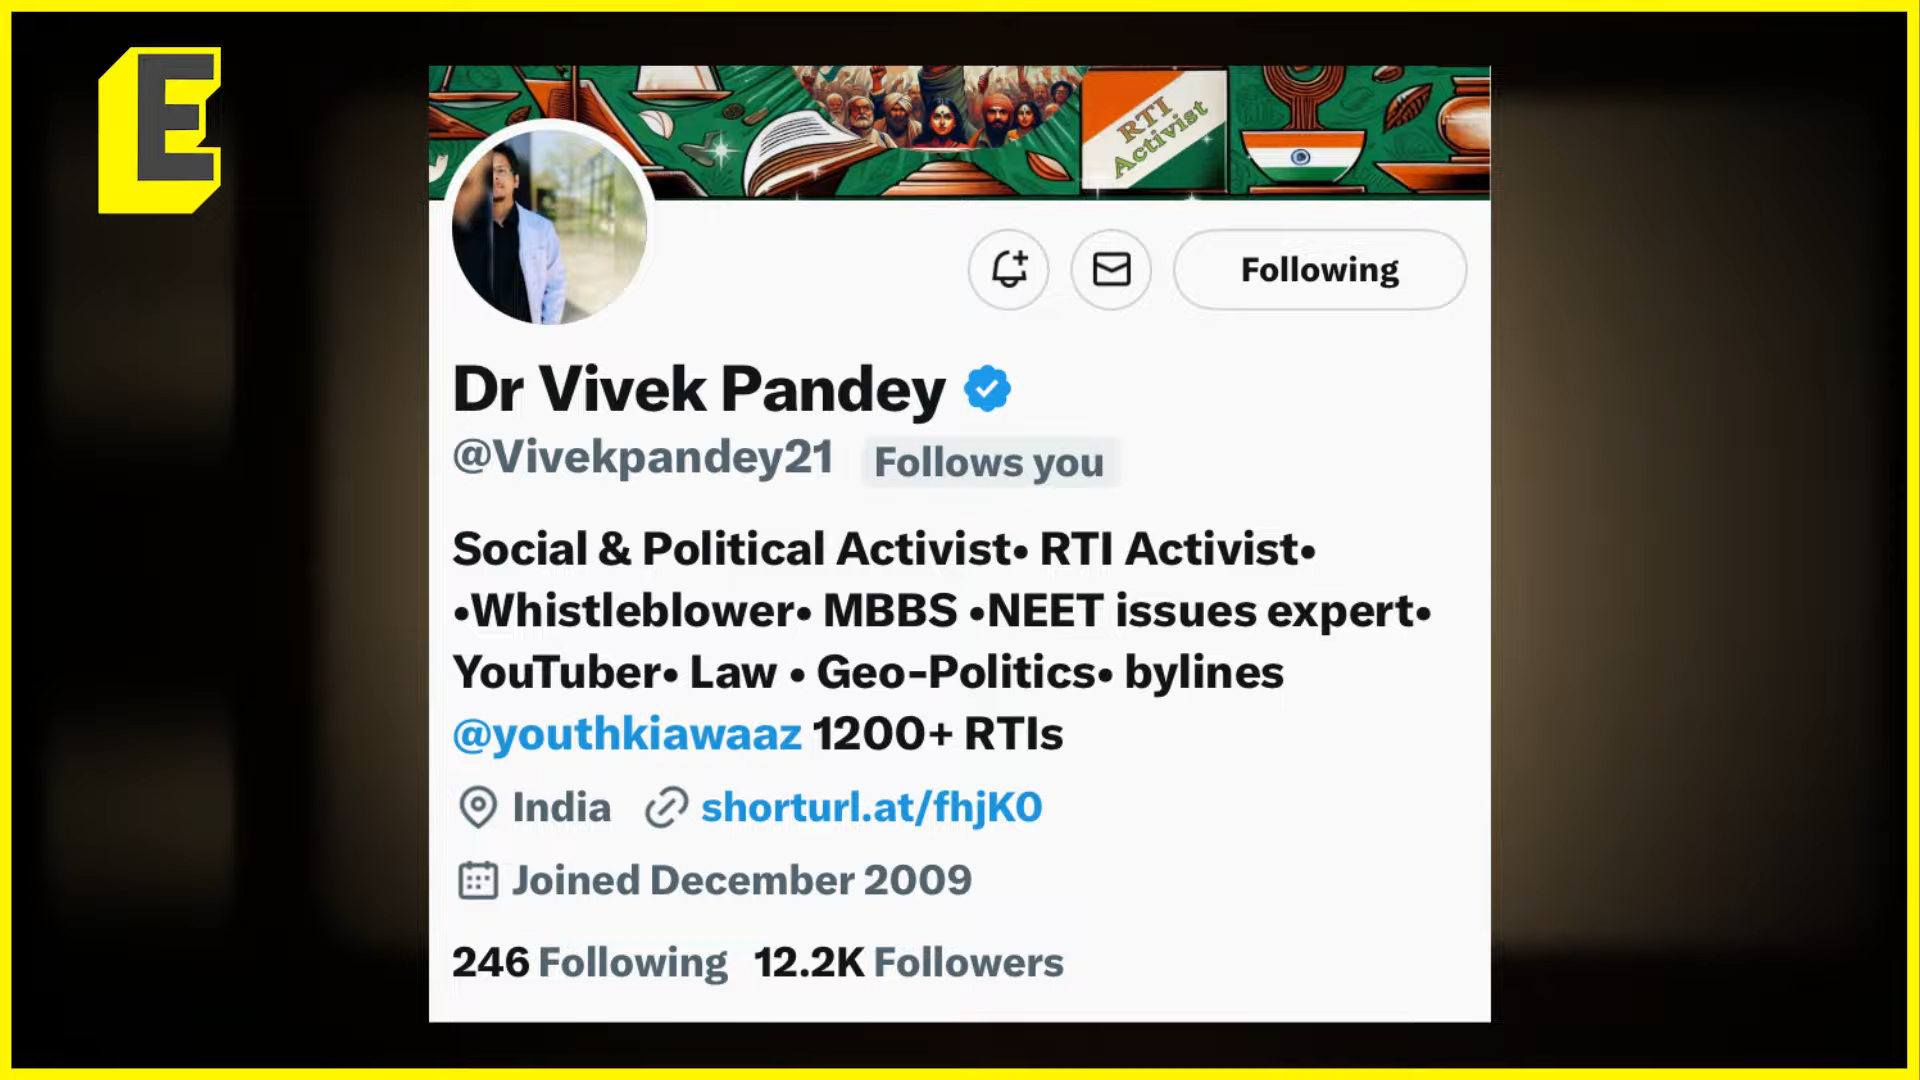 E
RTI
Activist
Following
Dr Vivek Pandey
@Vivekpandey21 Follows you
Social & Political Activist• RTI Activist•
•Whistleblower• MBBS •NEET issues expert•
YouTuber• Law • Geo-Politics• bylines
@youthkiawaaz 1200+ RTIs
India shorturl.at/fhjK0
Joined December 2009
246 Following 12.2K Followers